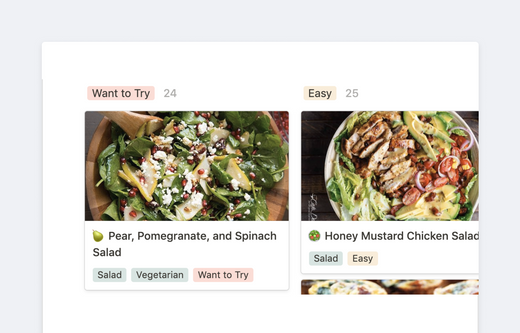 Want to Try 24
Easy 25
Pear, Pomegranate, and Spinach
Salad
Salad Vegetarian Want to Try
Honey Mustard Chicken Salad
Salad Easy